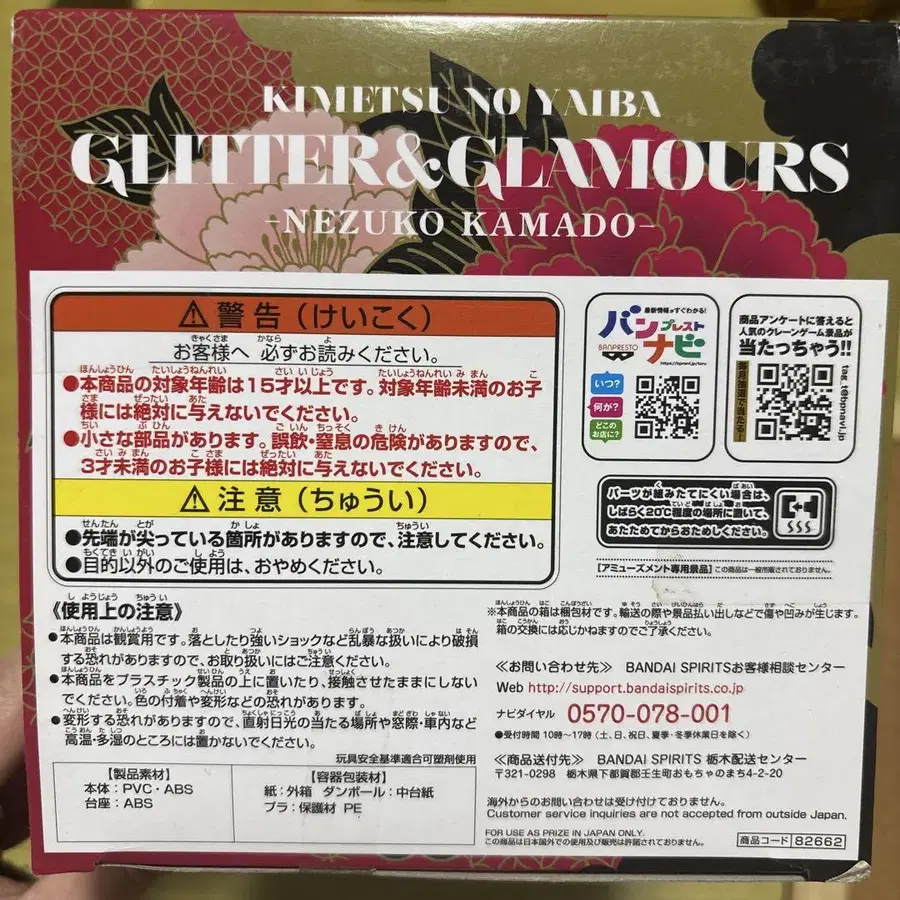 KIMETSU NO YAIBA
GLITTER&GLAMOURS
-NEZUKO KAMADO-
⚠警告(けいこく)
お客様へ 必ずお読みください。
●本商品の対象年齢は15才以上です。対象年齢未満のお子
様には絶対に与えないでください。
●小さな部品があります。誤飲・窒息の危険がありますので、
3才未満のお子様には絶対に与えないでください。
⚠注意(ちゅうい)
●先端が尖っている箇所がありますので、注意してください。
●目的以外のご使用は、おやめください。
最新情報がすぐわかる!
バンプレストナビ
BANPRESTO
https://bpnavi.jp/toru
いつ?
何が?
どこのお店に?
商品アンケートに答えると
人気のクレーンゲーム景品が
当たっちゃう!!
毎月抽選で当たる!
tag_t@bpnavi.jp
パーツが組みたてにくい場合は、
しばらく20℃程度の場所に置いて、
あたためてからおためしください。
[アミューズメント専用景品] この商品は一般市販されておりません。
《使用上の注意》
●本商品は観賞用です。落としたり強いショックなど乱暴な扱いにより破損
する恐れがありますので、お取り扱いにはご注意ください。
●本商品をプラスチック製品の上に置いたり、接触させたままにしない
でください。色の付着や変形などの恐れがあります。
●変形する恐れがありますので、直射日光の当たる場所や窓際・車内など
高温・多湿のところには置かないでください。
玩具安全基準適合可塑剤使用
【製品素材】
本体:PVC・ABS
台座:ABS
【容器包装材】
紙:外箱 ダンボール:中台紙
プラ:保護材 PE
※本商品の箱は梱包材です。輸送の際や景品払い出しなどで傷や凹みが生じます。
箱の交換には応じかねますのでご了承ください。
≪お問い合わせ先≫ BANDAI SPIRITSお客様相談センター
Web http://support.bandaispirits.co.jp
ナビダイヤル 0570-078-001
●受付時間 10時~17時(土、日、祝日、夏季・冬季休業日を除く)
≪商品送付先≫ BANDAI SPIRITS 栃木配送センター
〒321-0298 栃木県下都賀郡壬生町おもちゃのまち4-2-20
海外からのお問い合わせは受け付けておりません。
Customer service inquiries are not accepted from outside Japan.
FOR USE AS PRIZE IN JAPAN ONLY.
この商品は日本国外での使用及び販売は許諾されておりません。
商品コード 82662